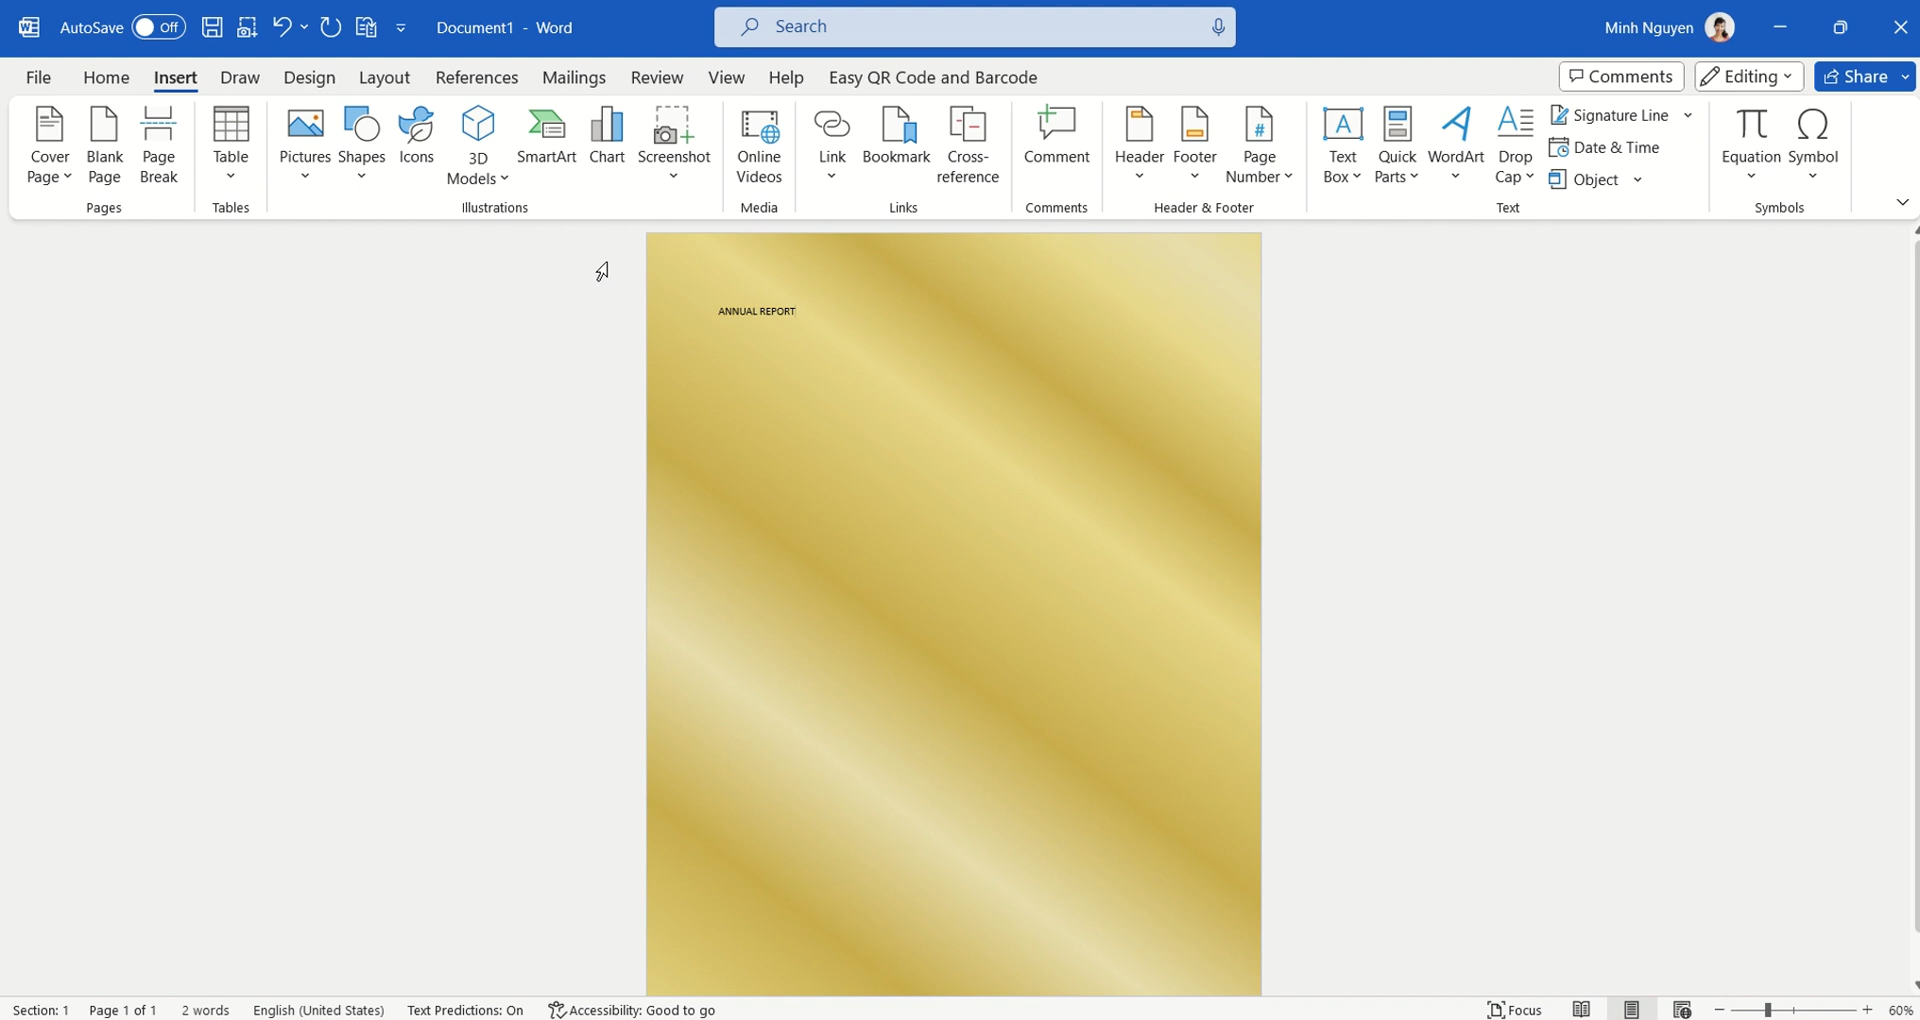 AutoSave Off Document1 - Word Search Minh Nguyen
File Home Insert Draw Design Layout References Mailings Review View Help Easy QR Code and Barcode Comments Editing Share
Cover Page
Blank Page
Page Break
Pages
Table
Tables
Pictures
Shapes
Icons
3D Models
SmartArt
Chart
Screenshot
Illustrations
Online Videos
Media
Link
Bookmark
Cross-reference
Links
Comment
Comments
Header
Footer
Page Number
Header & Footer
Text Box
Quick Parts
WordArt
Drop Cap
Signature Line
Date & Time
Object
Text
Equation
Symbol
Symbols
ANNUAL REPORT
Section: 1 Page 1 of 1 2 words English (United States) Text Predictions: On Accessibility: Good to go Focus 60%